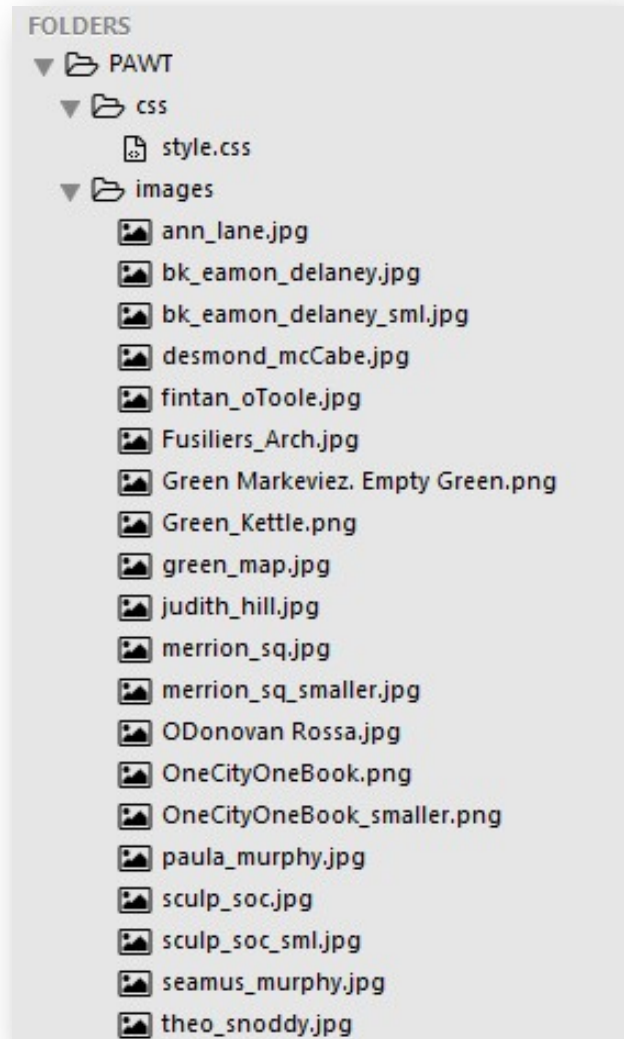 FOLDERS
PAWT
css
style.css
images
ann_lane.jpg
bk_eamon_delaney.jpg
bk_eamon_delaney_sml.jpg
desmond_mcCabe.jpg
fintan_oToole.jpg
Fusiliers_Arch.jpg
Green Markeviez. Empty Green.png
Green_Kettle.png
green_map.jpg
judith_hill.jpg
merrion_sq.jpg
merrion_sq_smaller.jpg
ODonovan Rossa.jpg
OneCityOneBook.png
OneCityOneBook_smaller.png
paula_murphy.jpg
sculp_soc.jpg
sculp_soc_sml.jpg
seamus_murphy.jpg
theo_snoddy.jpg